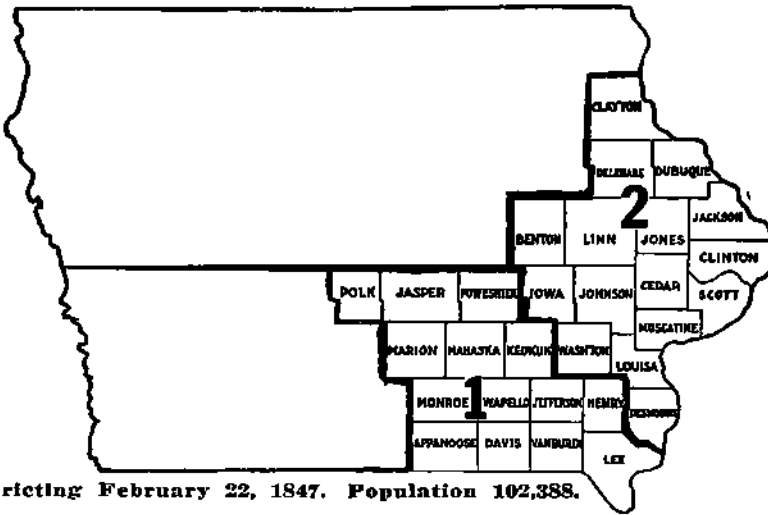 CLAYTON
DELEWARE DUBUQUE
2
JACKSON
BENTON LINN JONES
CLINTON
POLK JASPER POWESHIEK IOWA JOHNSON CEDAR SCOTT
MUSCATINE
MARION MAHASKA KEOKUK WASH'TON
LOUISA
1
MONROE WAPELLO JEFFERSON HENRY DESMOINES
APPANOOSE DAVIS VANBUREN
LEE
ricting February 22, 1847. Population 102,388.